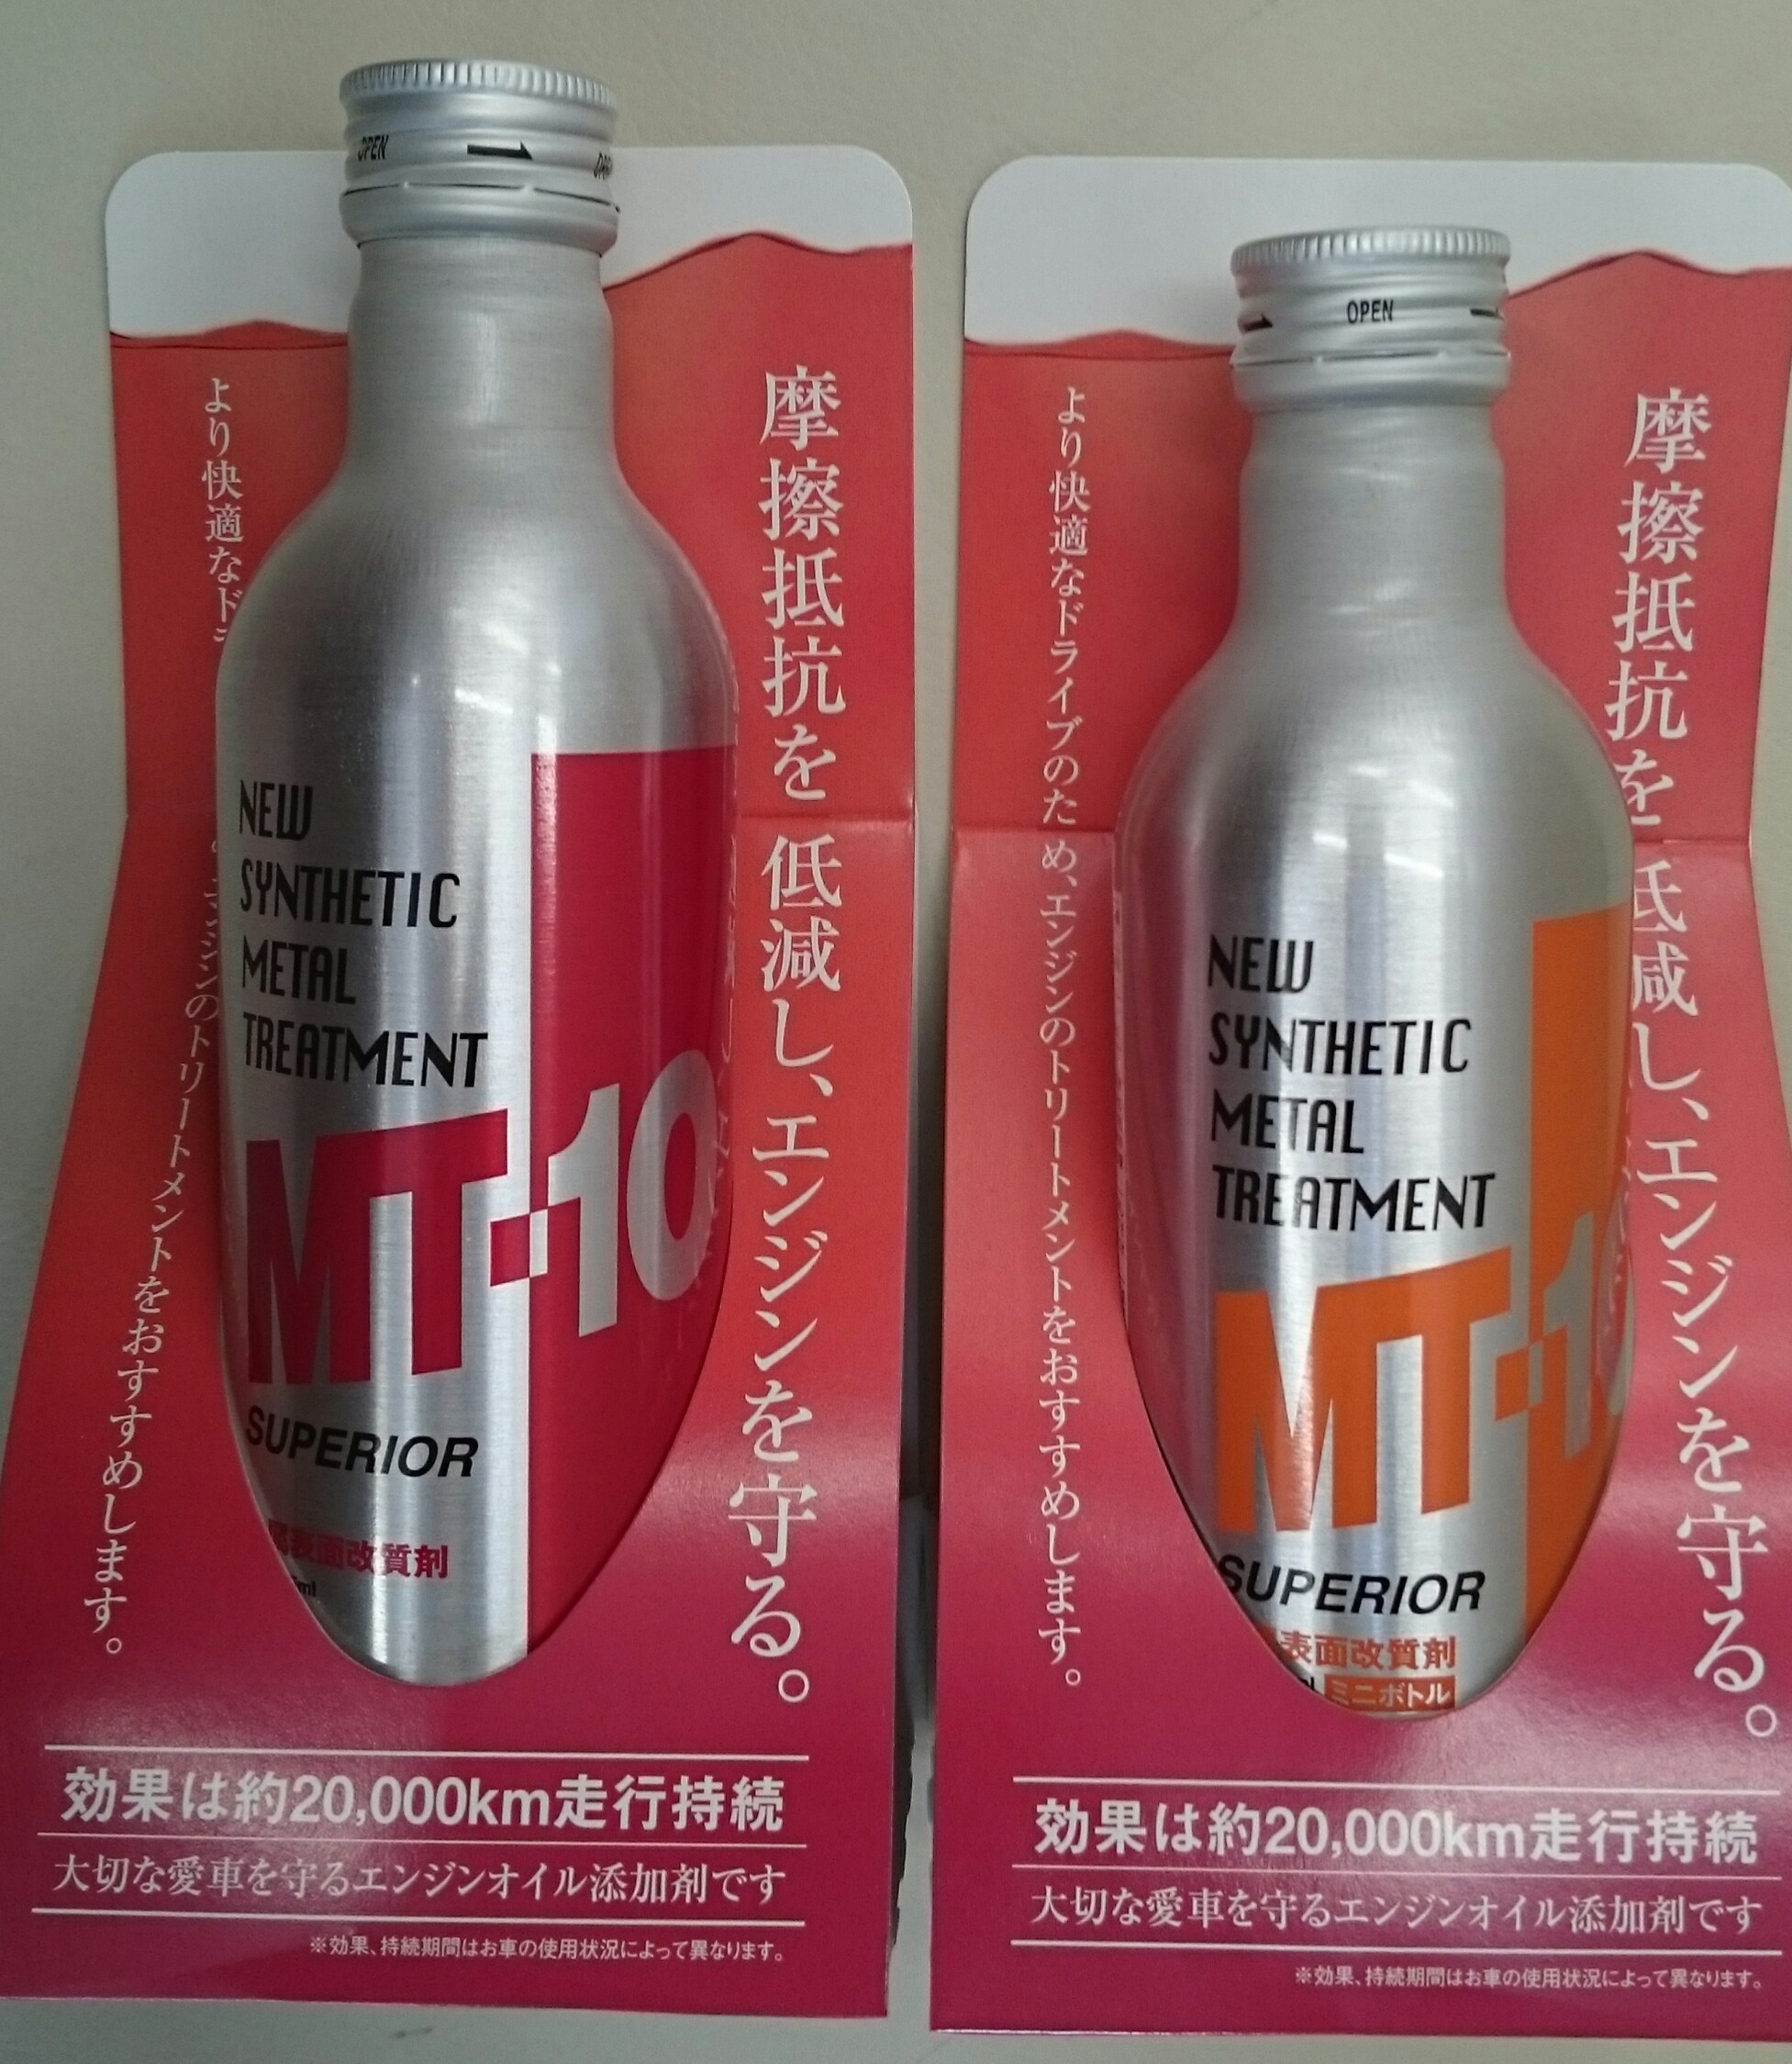 OPEN
摩擦抵抗を低減し、エンジンを守る。
より快適なド
エンジンのトリートメントをおすすめします。
NEW
SYNTHETIC
METAL
TREATMENT
MT-10
SUPERIOR
表面改質剤
ml
効果は約20,000km走行持続
大切な愛車を守るエンジンオイル添加剤です
※効果、持続期間はお車の使用状況によって異なります。
OPEN
摩擦抵抗を低減し、エンジンを守る。
より快適なドライブのため、エンジンのトリートメントをおすすめします。
NEW
SYNTHETIC
METAL
TREATMENT
MT-10
SUPERIOR
表面改質剤
ミニボトル
効果は約20,000km走行持続
大切な愛車を守るエンジンオイル添加剤です
※効果、持続期間はお車の使用状況によって異なります。